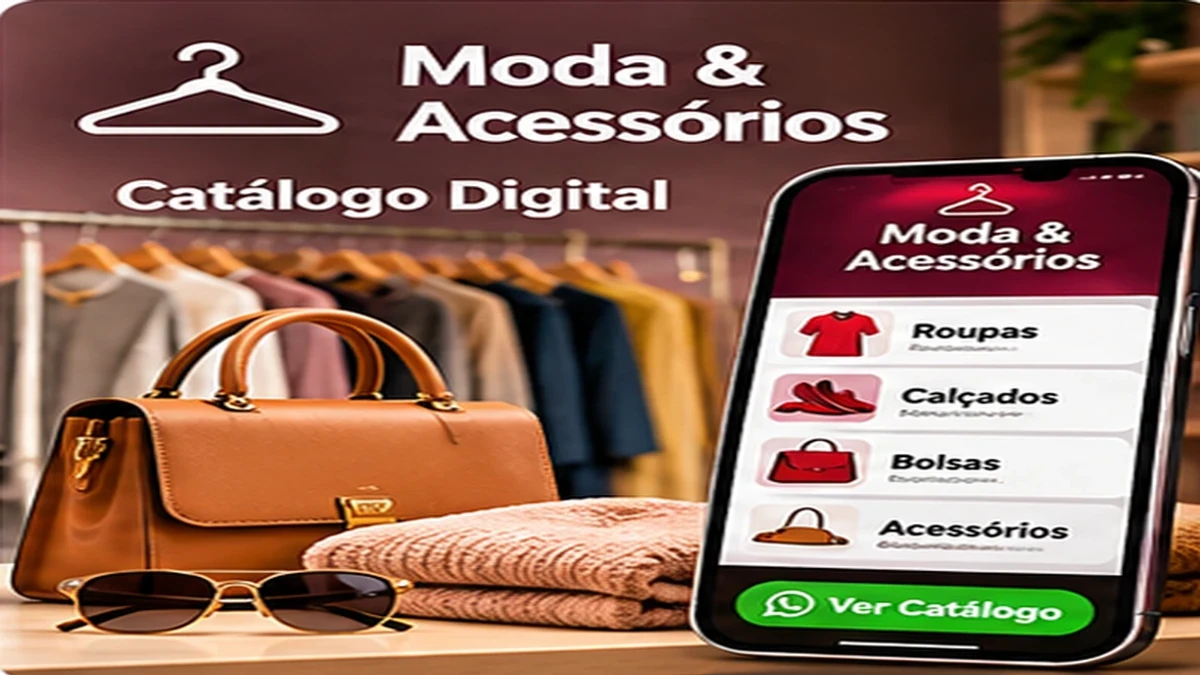 Moda &
Acessórios
Catálogo Digital
Moda &
Acessórios
Roupas
Calçados
Bolsas
Acessórios
Ver Catálogo